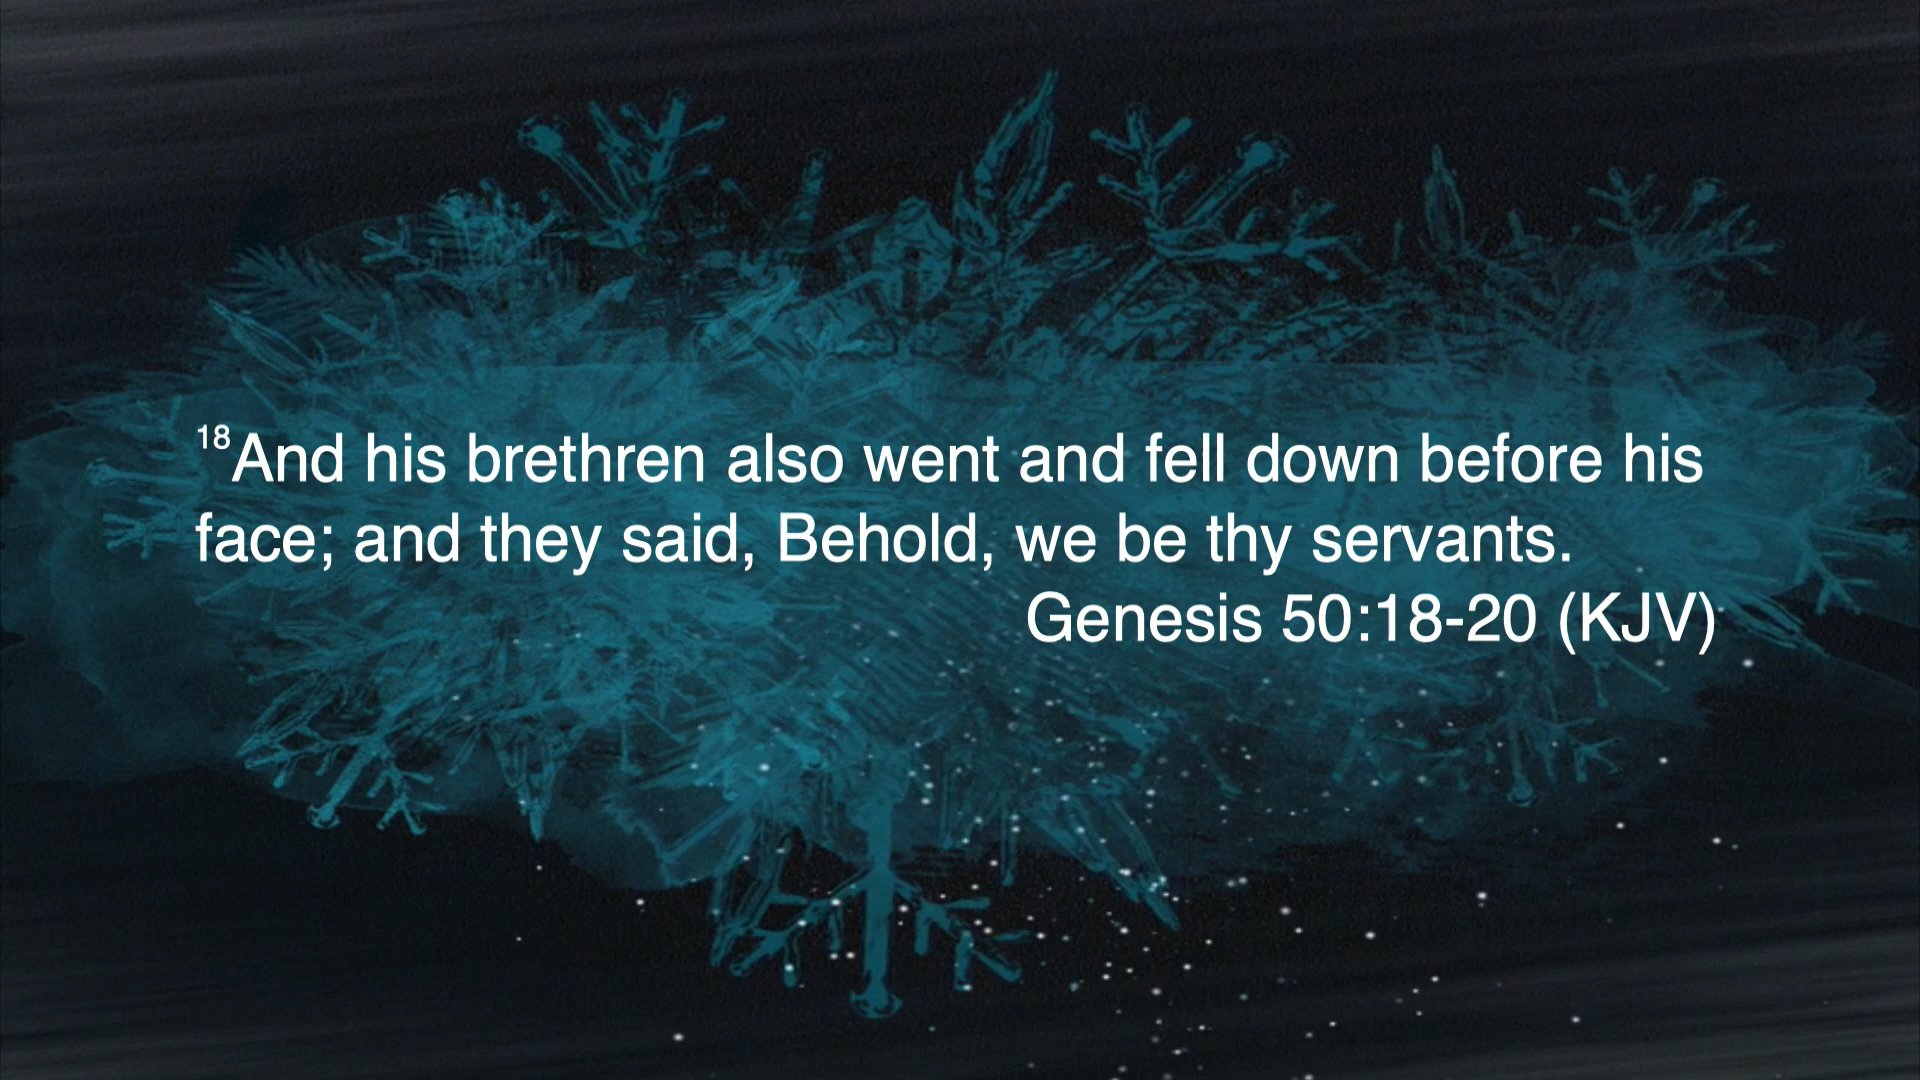 18And his brethren also went and fell down before his
face; and they said, Behold, we be thy servants.
Genesis 50:18-20 (KJV)